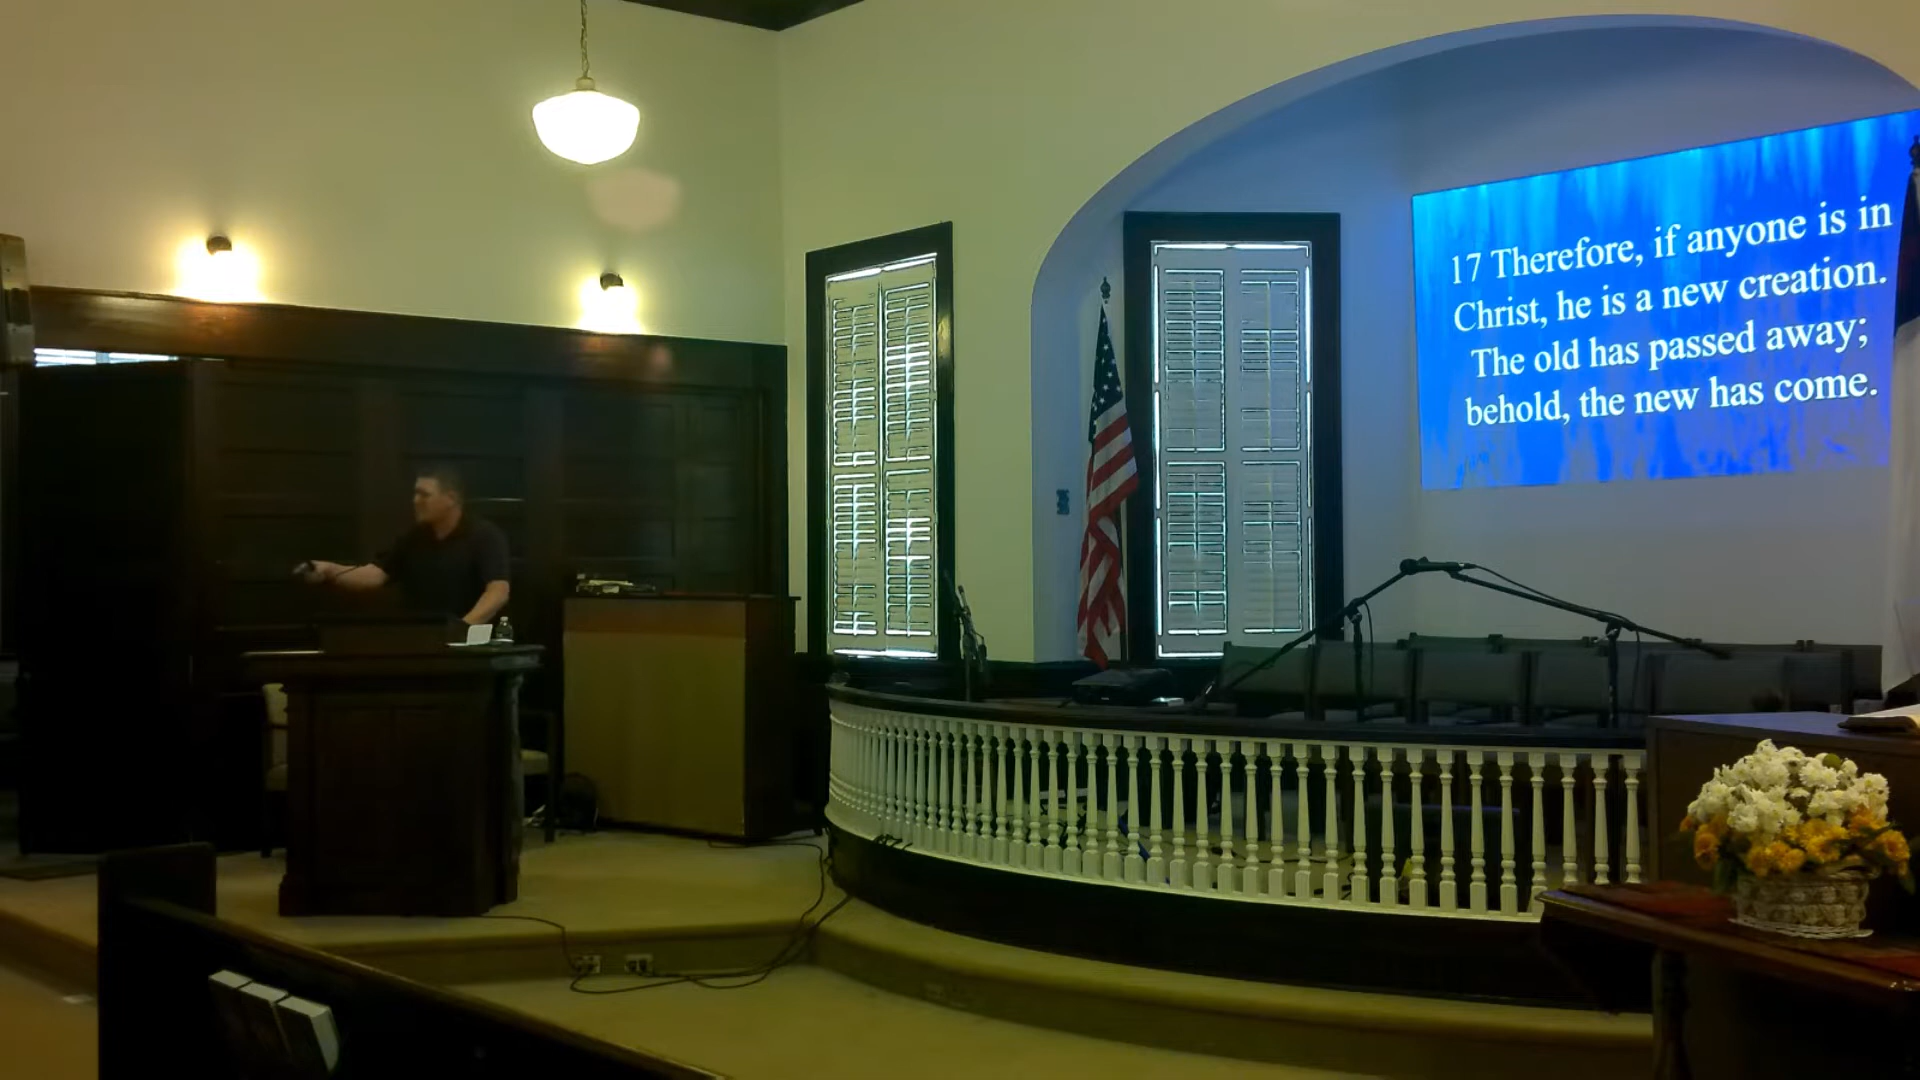 17 Therefore, if anyone is in
Christ, he is a new creation.
The old has passed away;
behold, the new has come.